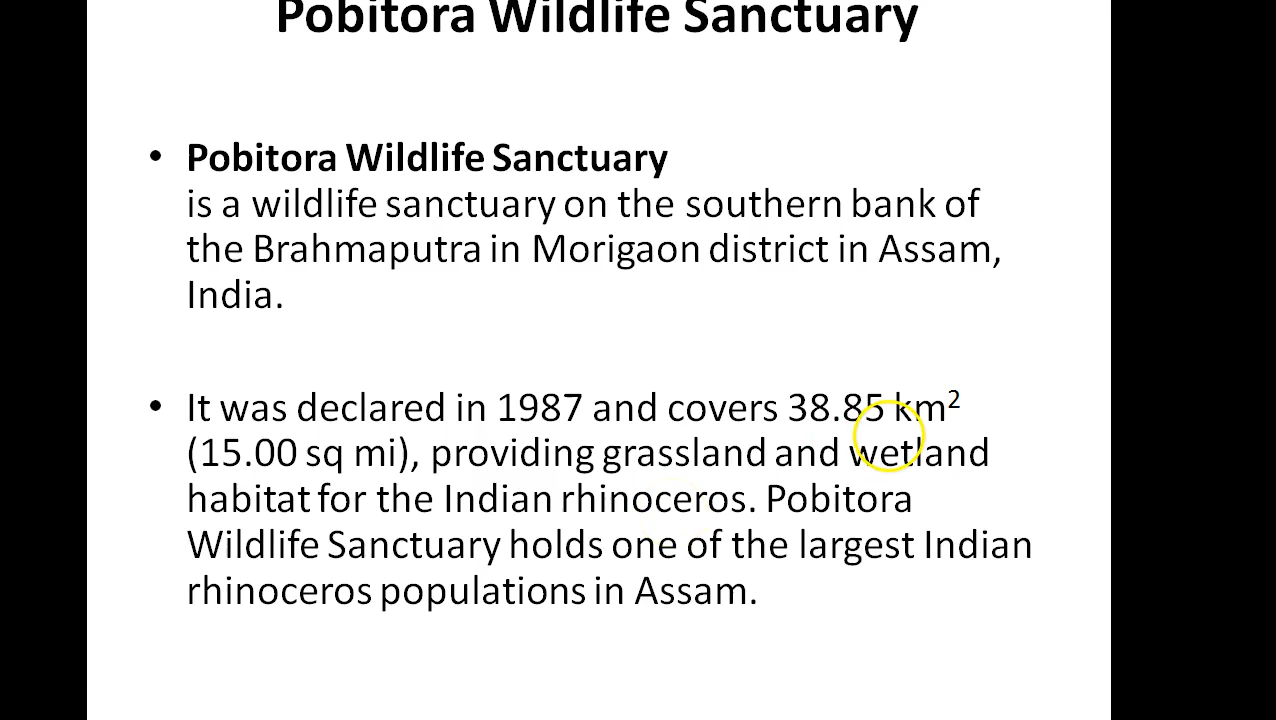 Pobitora Wildlife Sanctuary
• Pobitora Wildlife Sanctuary
is a wildlife sanctuary on the southern bank of
the Brahmaputra in Morigaon district in Assam,
India.
• It was declared in 1987 and covers 38.85 km²
(15.00 sq mi), providing grassland and wetland
habitat for the Indian rhinoceros. Pobitora
Wildlife Sanctuary holds one of the largest Indian
rhinoceros populations in Assam.